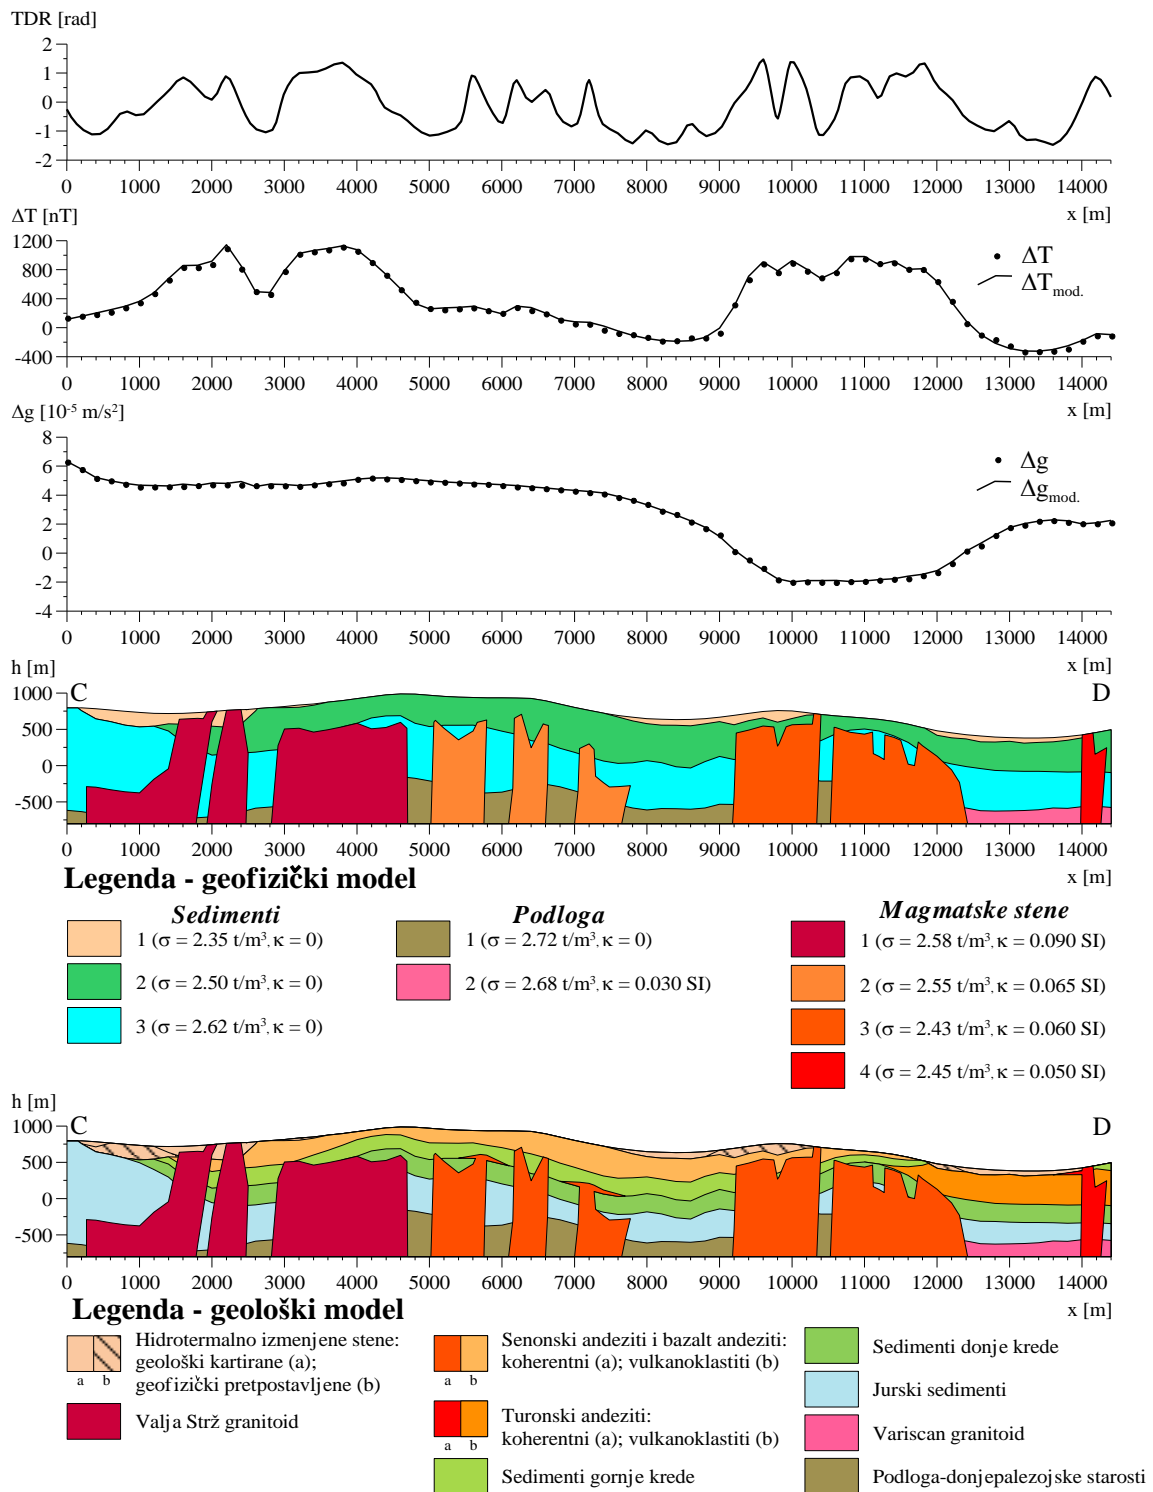 TDR [rad]
2
1
0
-1
-2
0 1000 2000 3000 4000 5000 6000 7000 8000 9000 10000 11000 12000 13000 14000
x [m]
ΔT [nT]
1200
800
400
0
-400
ΔT
ΔTmod.
0 1000 2000 3000 4000 5000 6000 7000 8000 9000 10000 11000 12000 13000 14000
x [m]
Δg [10⁻⁵ m/s²]
8
6
4
2
0
-2
-4
Δg
Δgmod.
0 1000 2000 3000 4000 5000 6000 7000 8000 9000 10000 11000 12000 13000 14000
x [m]
h [m]
C D
1000
500
0
-500
0 1000 2000 3000 4000 5000 6000 7000 8000 9000 10000 11000 12000 13000 14000
x [m]
Legenda - geofizički model
Sedimenti
1 (σ = 2.35 t/m³, κ = 0)
2 (σ = 2.50 t/m³, κ = 0)
3 (σ = 2.62 t/m³, κ = 0)
Podloga
1 (σ = 2.72 t/m³, κ = 0)
2 (σ = 2.68 t/m³, κ = 0.030 SI)
Magmatske stene
1 (σ = 2.58 t/m³, κ = 0.090 SI)
2 (σ = 2.55 t/m³, κ = 0.065 SI)
3 (σ = 2.43 t/m³, κ = 0.060 SI)
4 (σ = 2.45 t/m³, κ = 0.050 SI)
h [m]
C D
1000
500
0
-500
0 1000 2000 3000 4000 5000 6000 7000 8000 9000 10000 11000 12000 13000 14000
x [m]
Legenda - geološki model
Hidrotermalno izmenjene stene:
geološki kartirane (a);
geofizički pretpostavljene (b)
a b
Valja Strž granitoid
Senonski andeziti i bazalt andeziti:
koherentni (a); vulkanoklastiti (b)
a b
Turonski andeziti:
koherentni (a); vulkanoklastiti (b)
a b
Sedimenti gornje krede
Sedimenti donje krede
Jurski sedimenti
Variscan granitoid
Podloga-donjepalezojske starosti